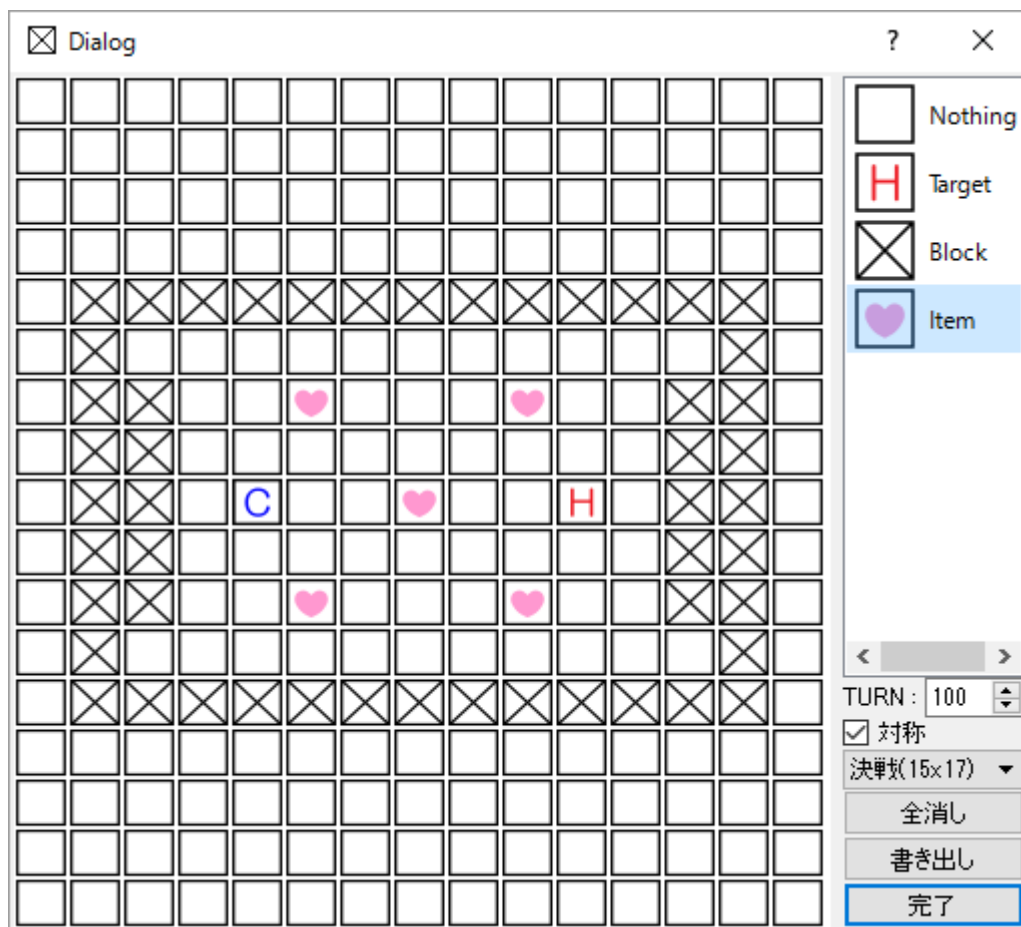 Dialog
?
Nothing
H Target
Block
Item
C H
TURN : 100
対称
決戦(15x17)
全消し
書き出し
完了